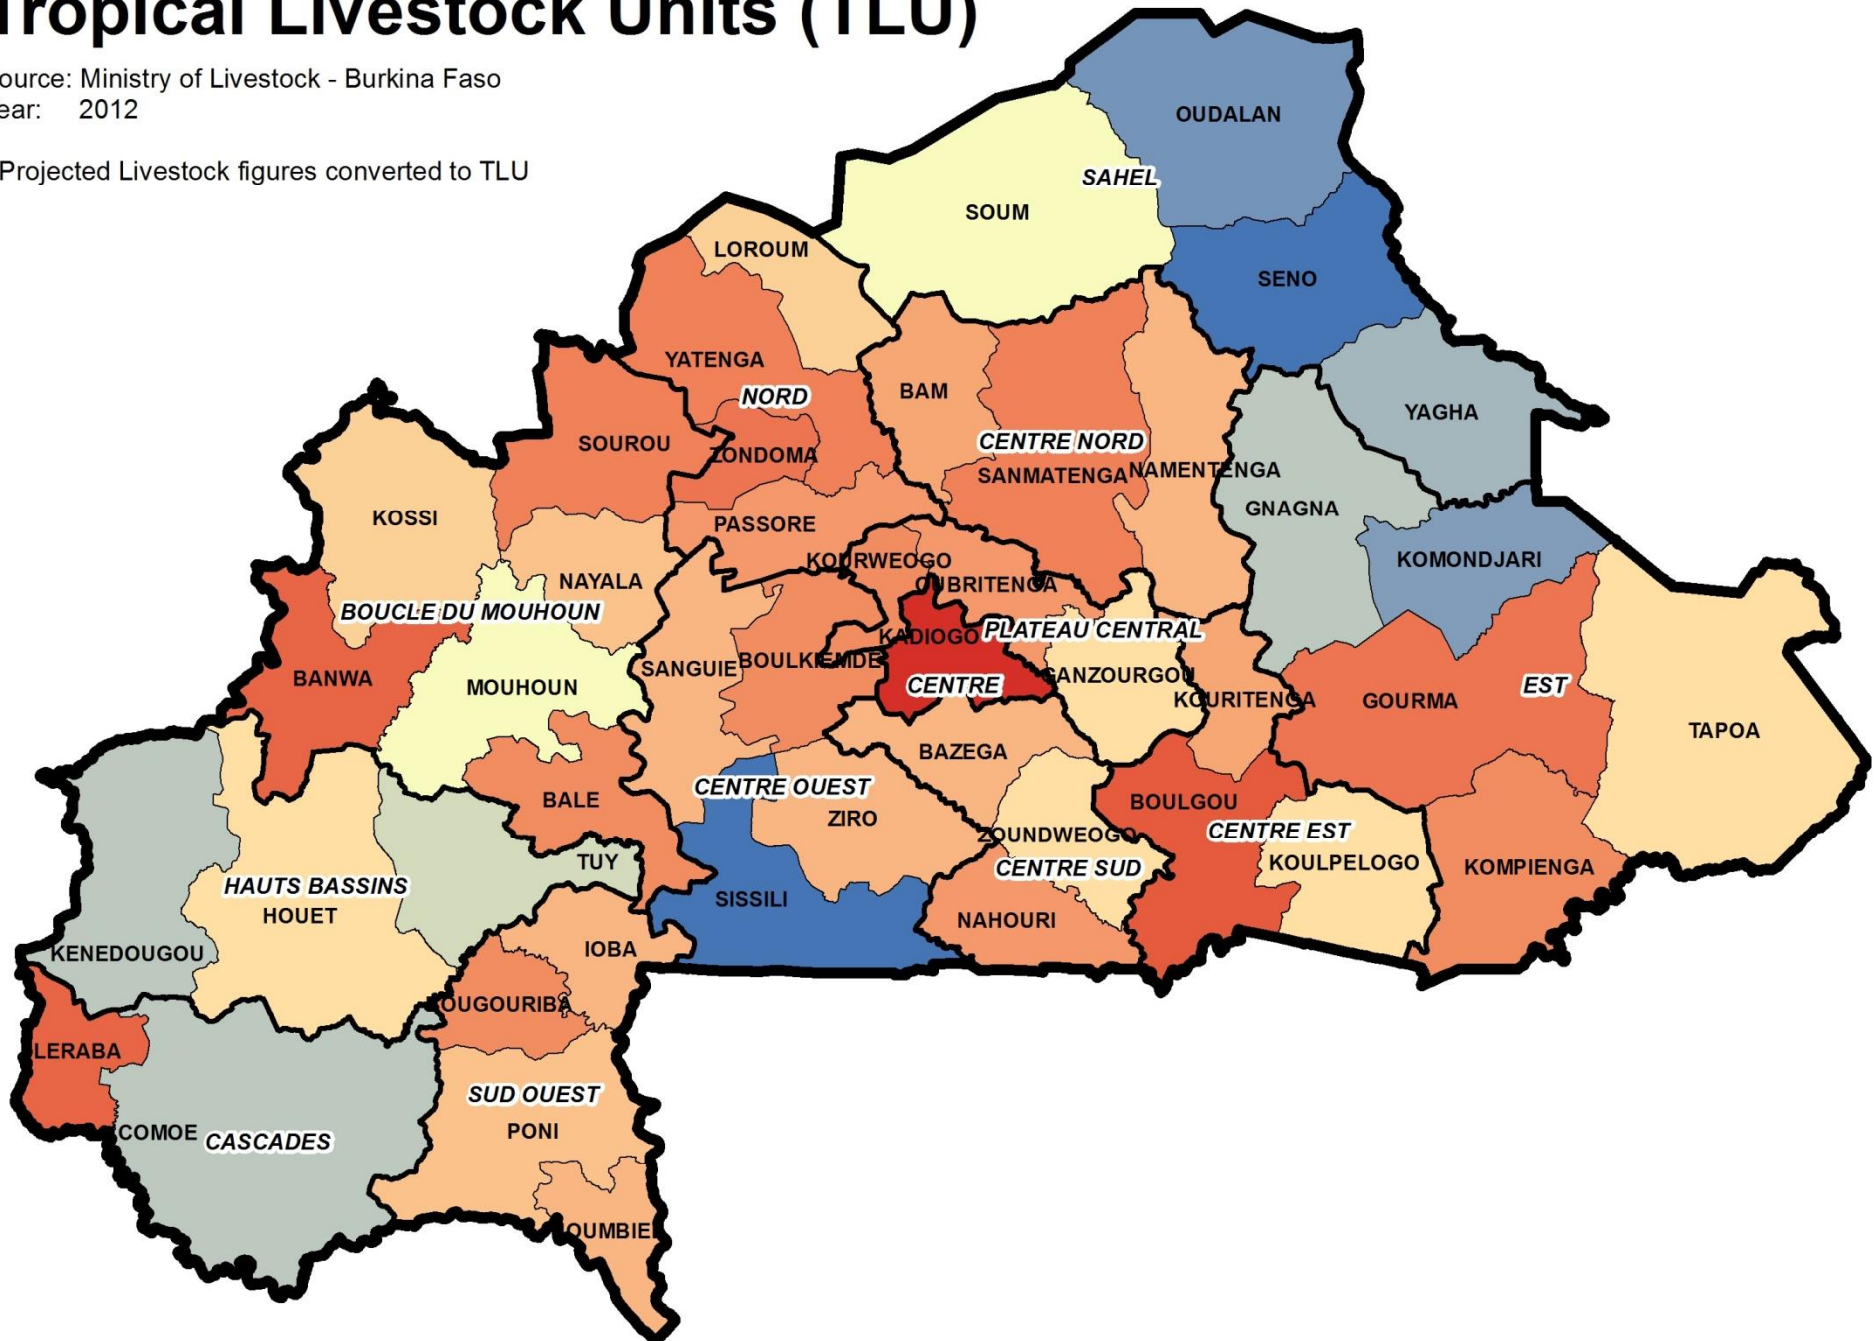 Tropical Livestock Units (TLU)
ource: Ministry of Livestock - Burkina Faso
ear: 2012
Projected Livestock figures converted to TLU
OUDALAN
SAHEL
SOUM
LOROUM
SENO
YATENGA
BAM
NORD
YAGHA
SOUROU
CENTRE NORD
ZONDOMA
SANMATENGA
NAMENTENGA
GNAGNA
KOSSI
PASSORE
KOURWEOGO
KOMONDJARI
NAYALA
OUBRITENGA
BOUCLE DU MOUHOUN
KADIOGO
PLATEAU CENTRAL
SANGUIE
BOULKIEMDE
BANWA
MOUHOUN
CENTRE
GANZOURGOU
KOURITENGA
GOURMA
EST
TAPOA
BAZEGA
CENTRE OUEST
BALE
BOULGOU
ZIRO
ZOUNDWEOGO
CENTRE EST
TUY
CENTRE SUD
KOULPELOGO
KOMPIENGA
HAUTS BASSINS
HOUET
SISSILI
NAHOURI
KENEDOUGOU
IOBA
OUGOURIBA
LERABA
SUD OUEST
COMOE
CASCADES
PONI
OUMBIE